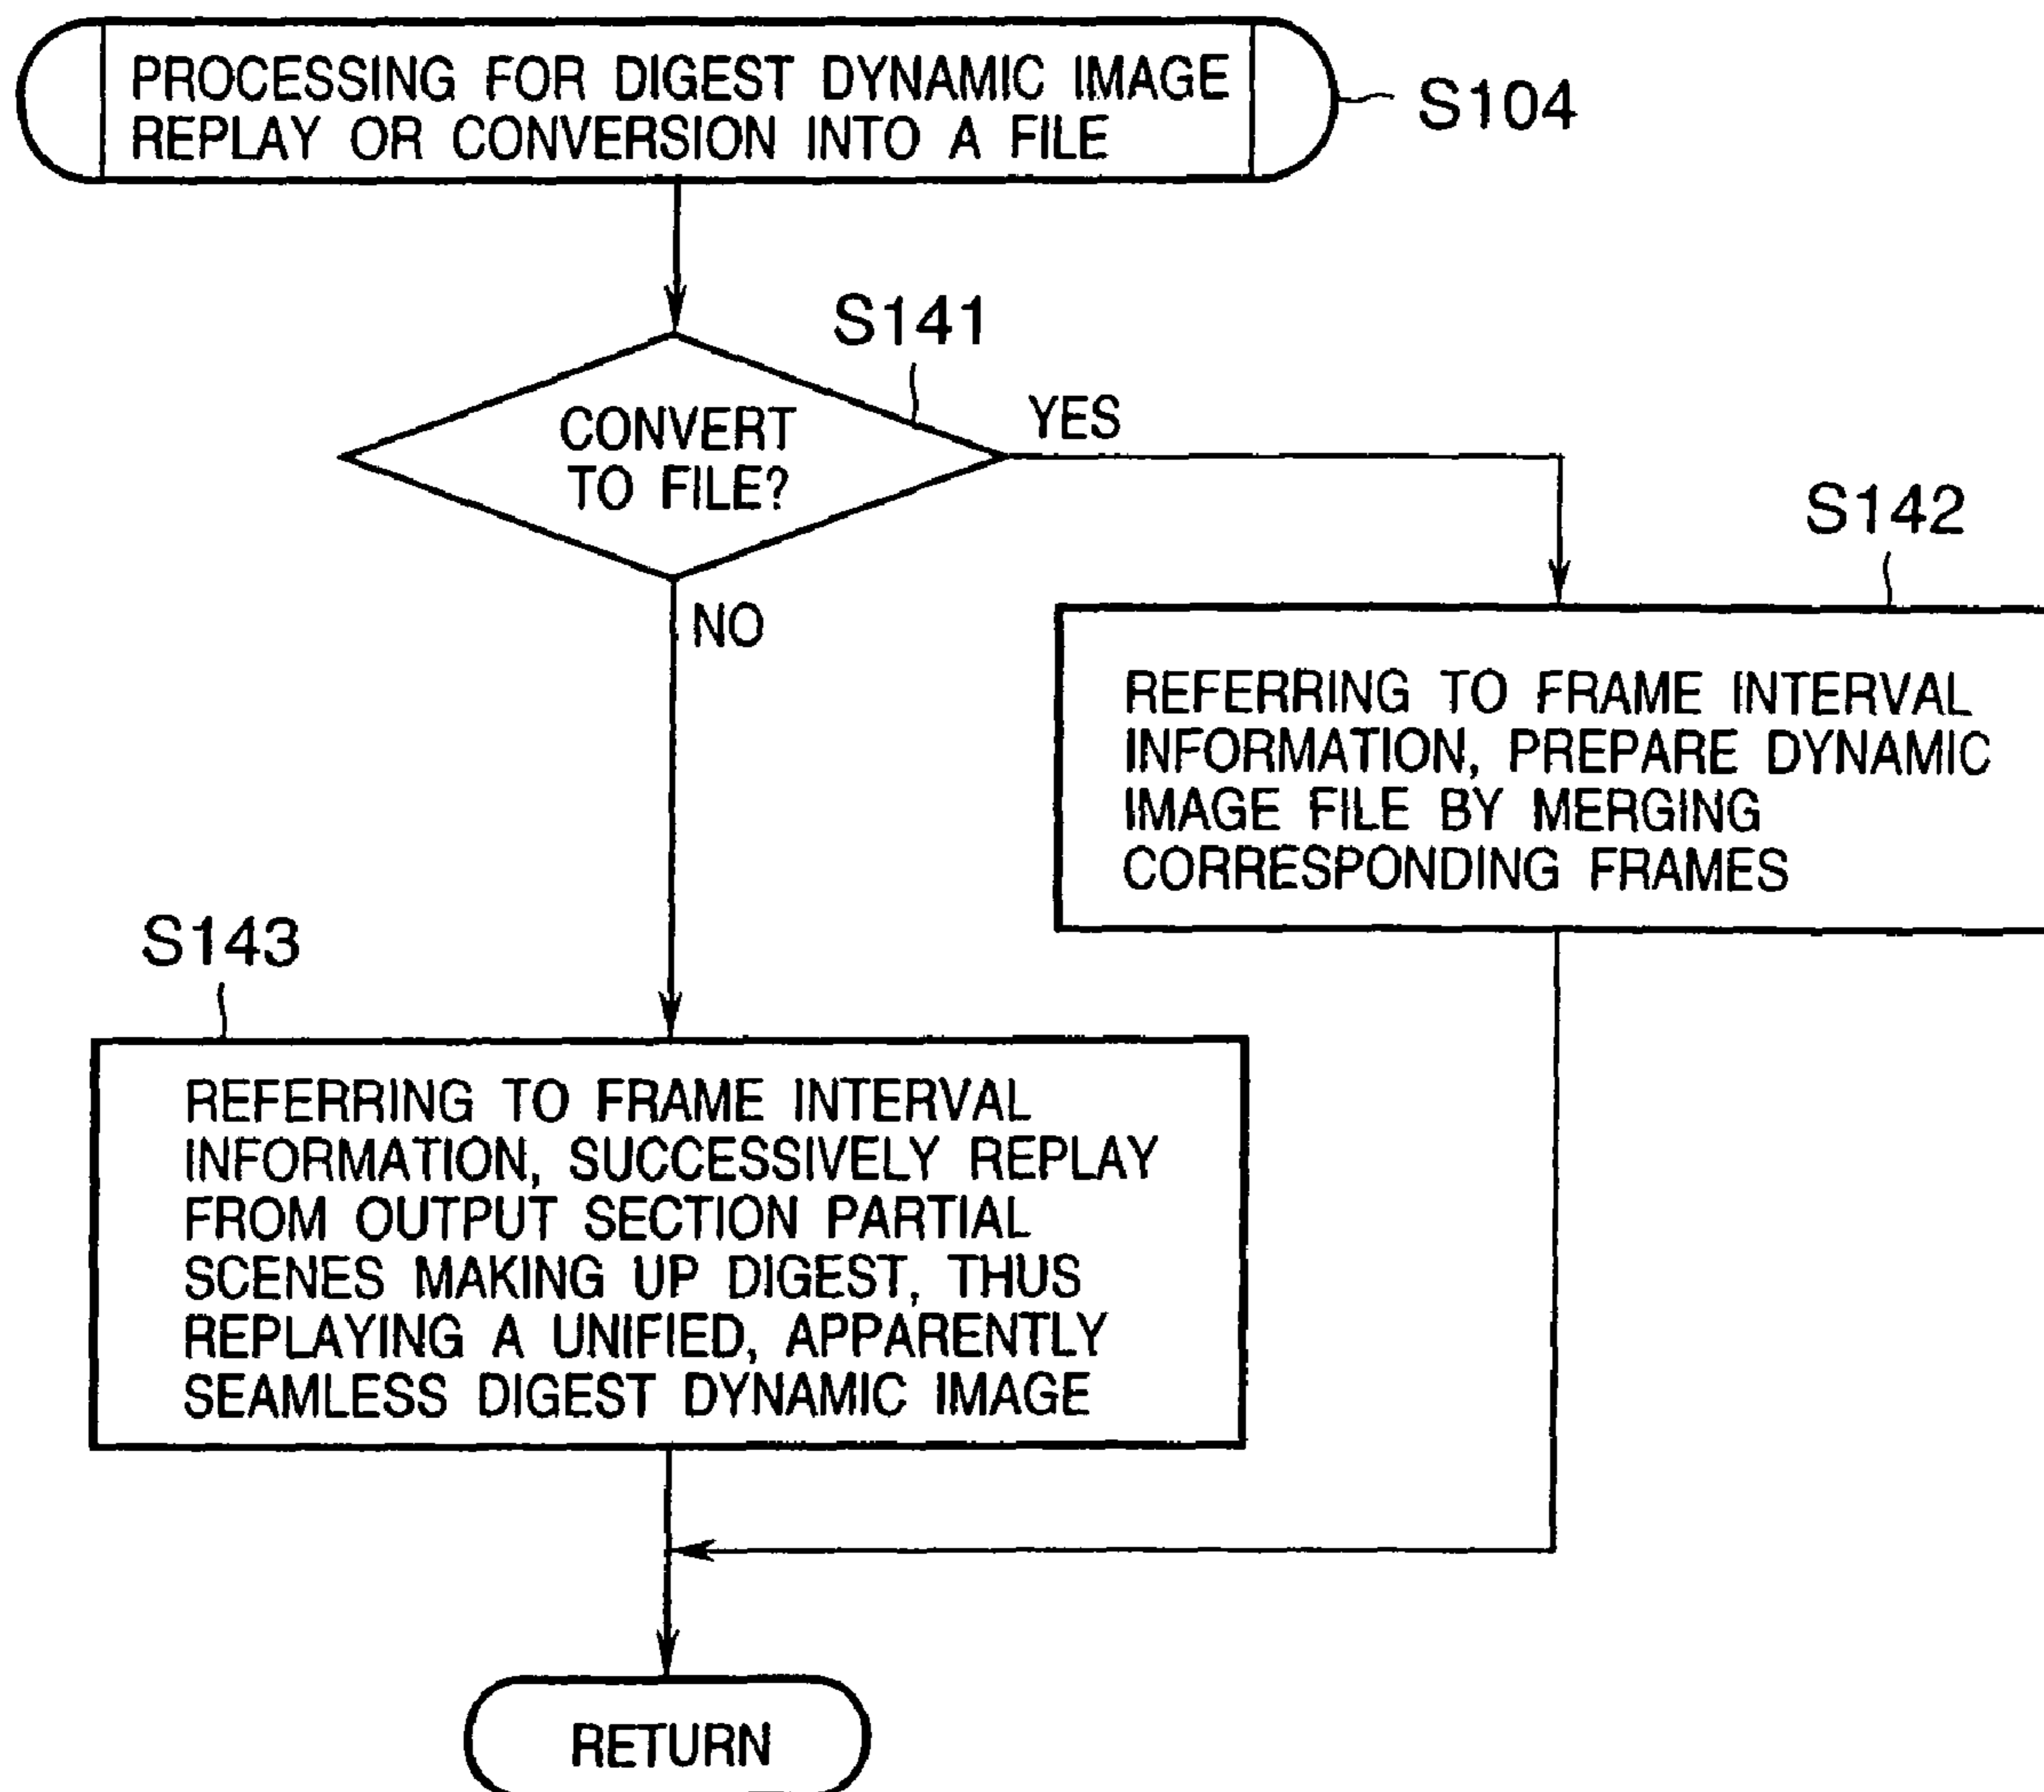 PROCESSING FOR DIGEST DYNAMIC IMAGE
REPLAY OR CONVERSION INTO A FILE
S104
S141
CONVERT
TO FILE?
YES
NO
S142
REFERRING TO FRAME INTERVAL
INFORMATION, PREPARE DYNAMIC
IMAGE FILE BY MERGING
CORRESPONDING FRAMES
S143
REFERRING TO FRAME INTERVAL
INFORMATION, SUCCESSIVELY REPLAY
FROM OUTPUT SECTION PARTIAL
SCENES MAKING UP DIGEST, THUS
REPLAYING A UNIFIED, APPARENTLY
SEAMLESS DIGEST DYNAMIC IMAGE
RETURN